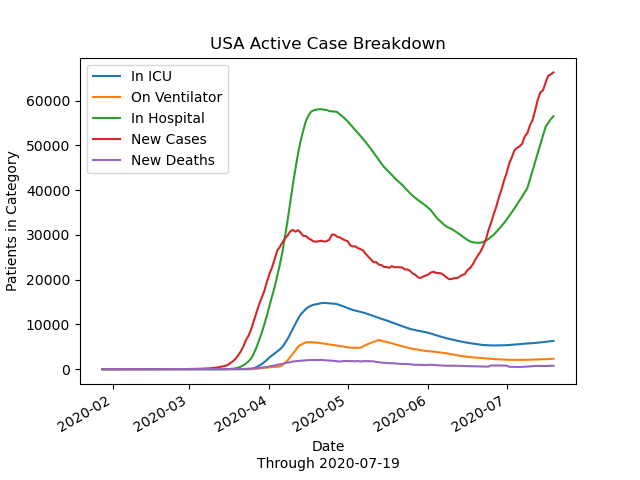 USA Active Case Breakdown
In ICU
On Ventilator
In Hospital
New Cases
New Deaths
Patients in Category
60000
50000
40000
30000
20000
10000
0
2020-02
2020-03
2020-04
2020-05
2020-06
2020-07
Date
Through 2020-07-19